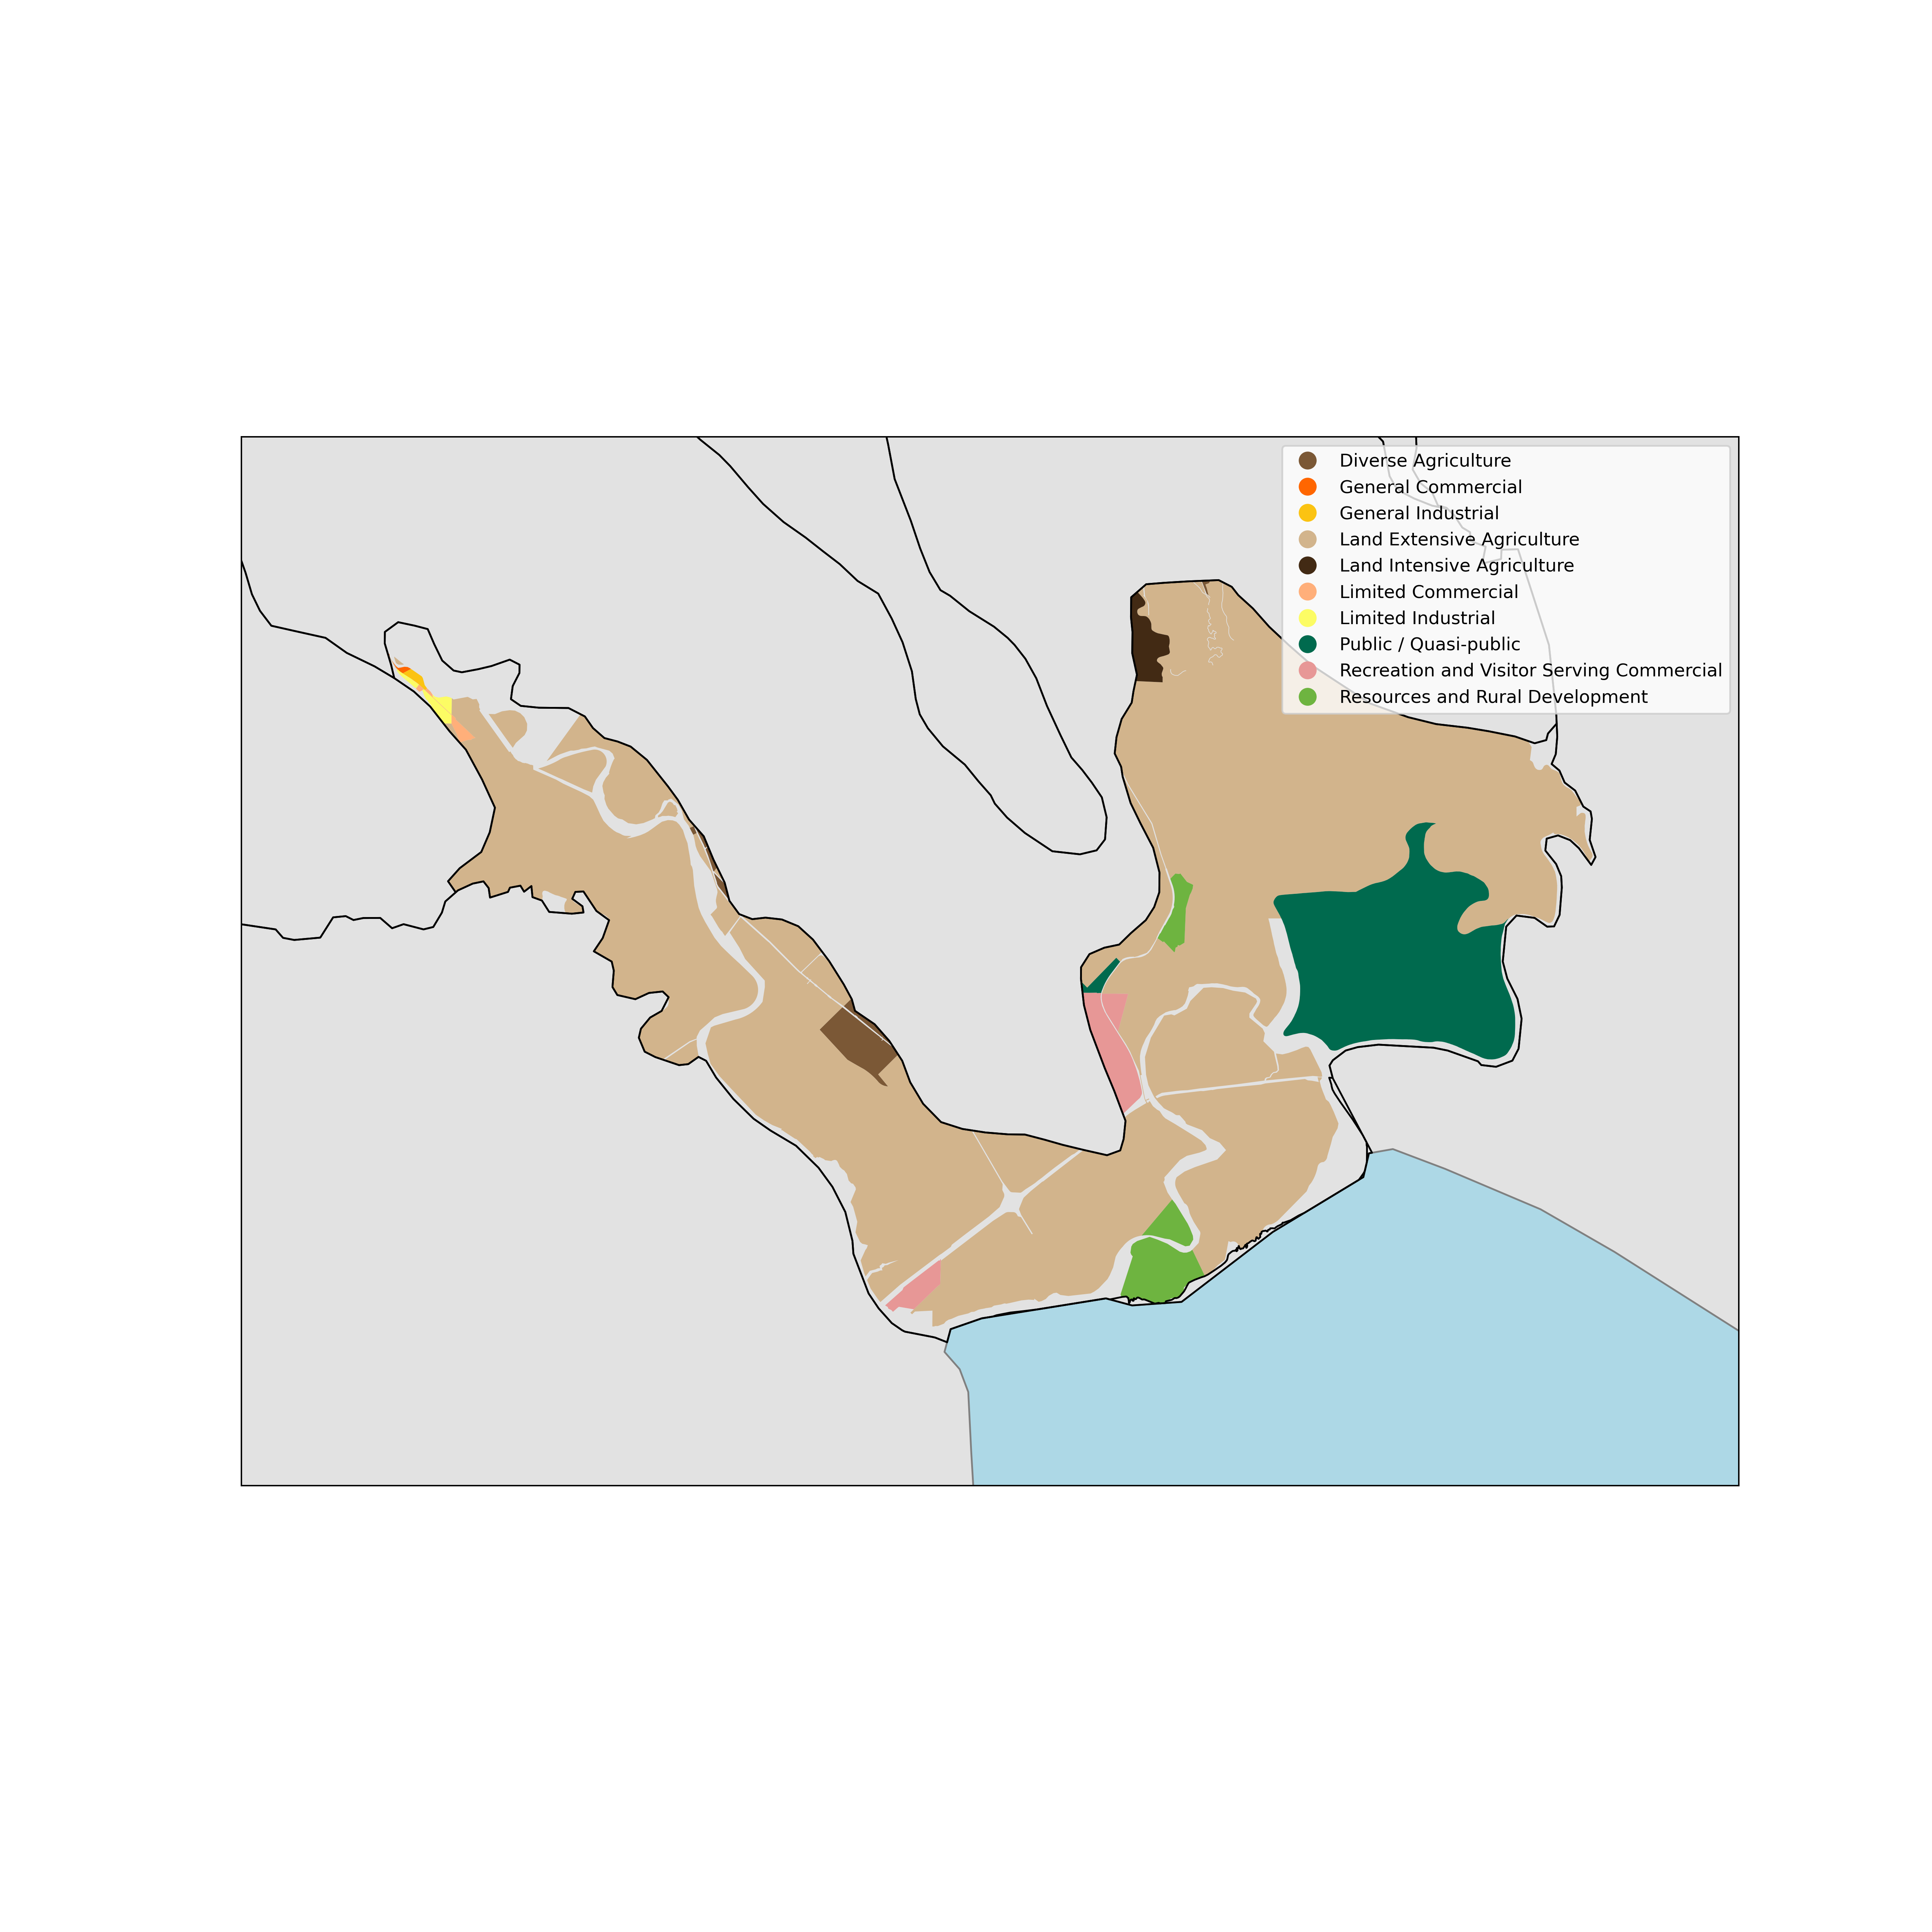 Diverse Agriculture
General Commercial
General Industrial
Land Extensive Agriculture
Land Intensive Agriculture
Limited Commercial
Limited Industrial
Public / Quasi-public
Recreation and Visitor Serving Commercial
Resources and Rural Development